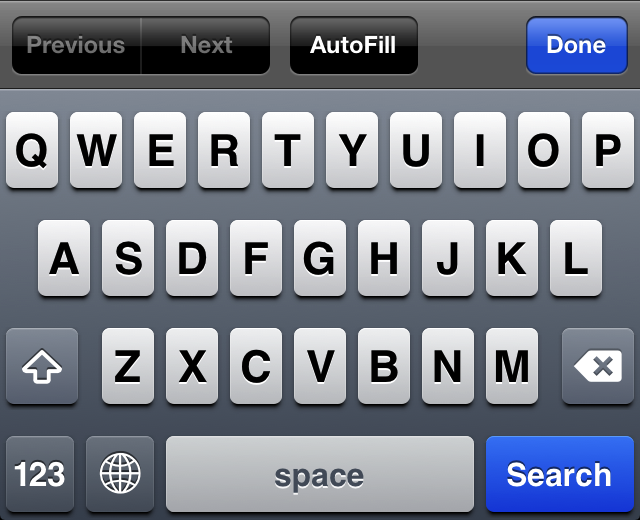 Previous Next AutoFill Done
Q W E R T Y U I O P
A S D F G H J K L
Z X C V B N M
123 space Search